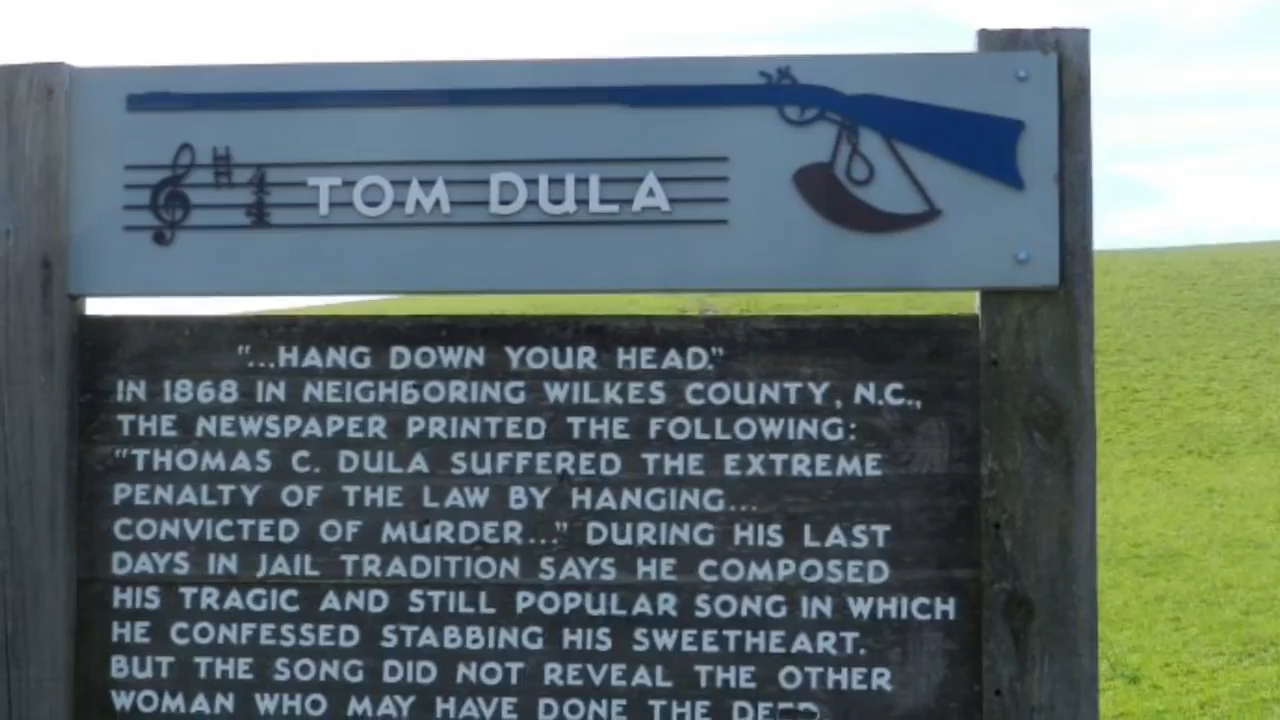 TOM DULA
"...HANG DOWN YOUR HEAD."
IN 1868 IN NEIGHBORING WILKES COUNTY, N.C.,
THE NEWSPAPER PRINTED THE FOLLOWING:
"THOMAS C. DULA SUFFERED THE EXTREME
PENALTY OF THE LAW BY HANGING...
CONVICTED OF MURDER..." DURING HIS LAST
DAYS IN JAIL TRADITION SAYS HE COMPOSED
HIS TRAGIC AND STILL POPULAR SONG IN WHICH
HE CONFESSED STABBING HIS SWEETHEART.
BUT THE SONG DID NOT REVEAL THE OTHER
WOMAN WHO MAY HAVE DONE THE DEED.